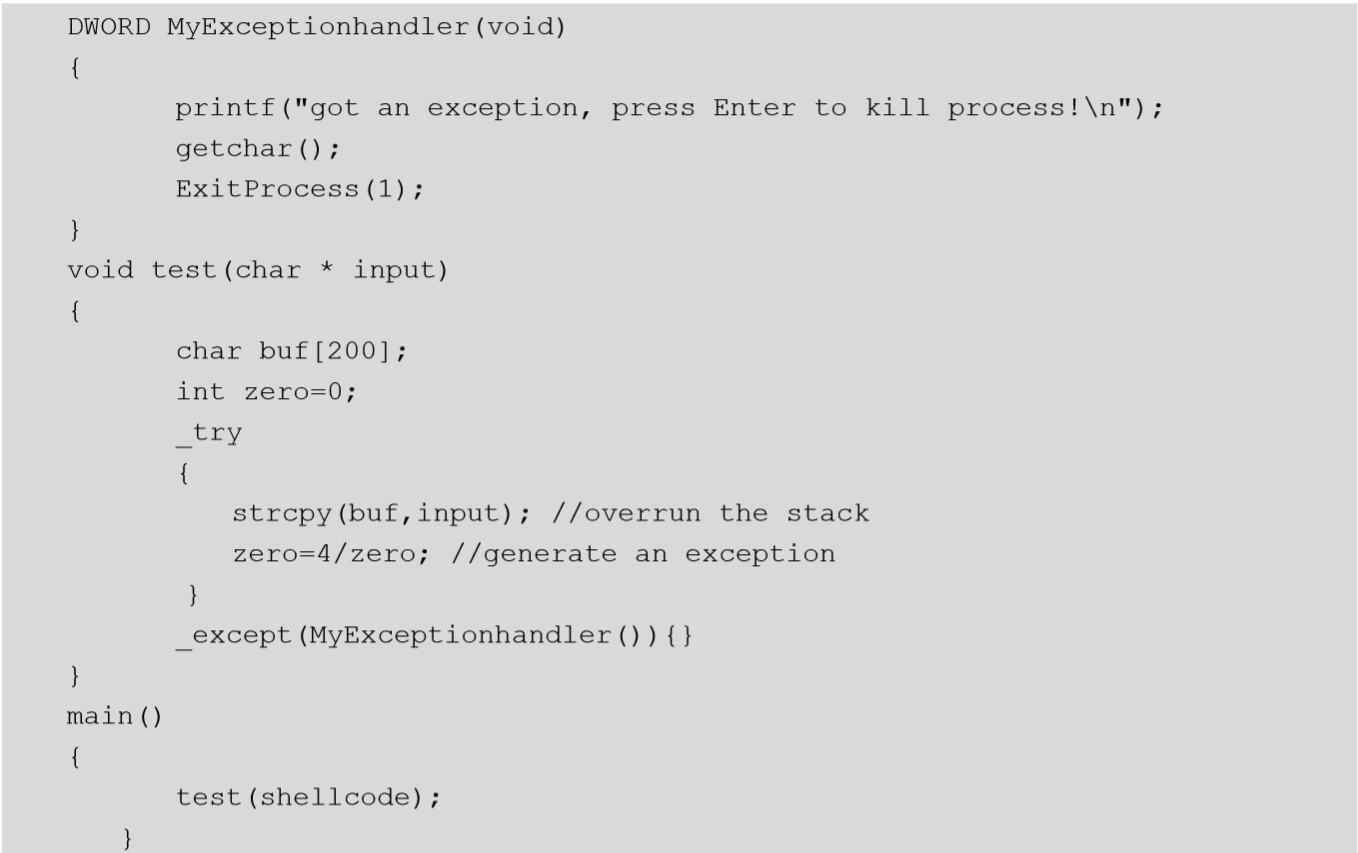 DWORD MyExceptionhandler(void)
{
printf("got an exception, press Enter to kill process!\n");
getchar();
ExitProcess(1);
}
void test(char * input)
{
char buf[200];
int zero=0;
_try
{
strcpy(buf,input); //overrun the stack
zero=4/zero; //generate an exception
}
_except(MyExceptionhandler()){}
}
main()
{
test(shellcode);
}